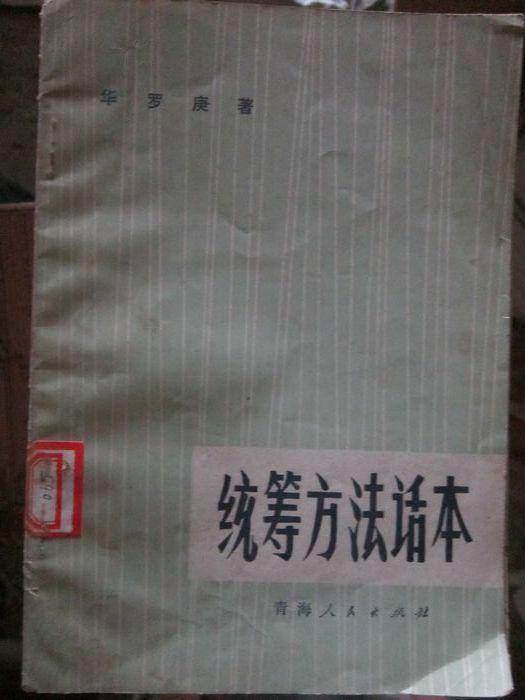 华罗庚著
统筹方法话本
青海人民出版社